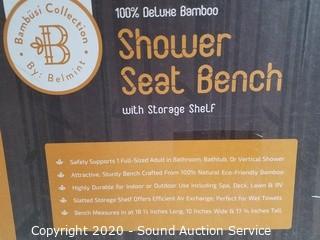 Bambüsi Collection
B
By: Belmint
100% Deluxe Bamboo
Shower
Seat Bench
with Storage Shelf
Safely Supports 1 Full-Sized Adult in Bathroom, Bathtub, Or Vertical Shower
Attractive, Sturdy Bench Crafted From 100% Natural Eco-Friendly Bamboo
Highly Durable for Indoor or Outdoor Use including Spa, Deck, Lawn & RV
Slatted Storage Shelf Offers Efficient Air Exchange; Perfect for Wet Towels
Bench Measures in at 18 ½ Inches Long, 10 Inches Wide & 17 ¾ Inches Tall
Copyright 2020 - Sound Auction Service